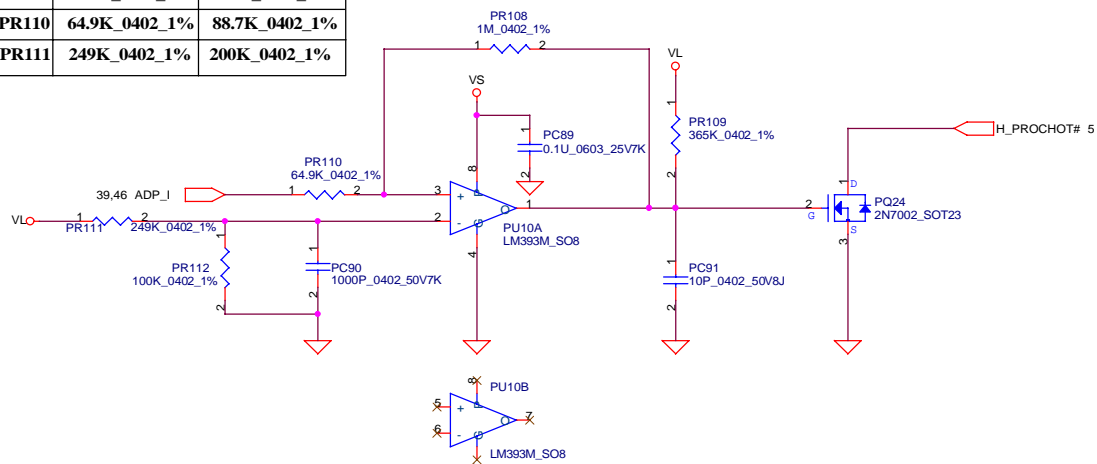 PR110 64.9K_0402_1% 88.7K_0402_1%
PR111 249K_0402_1% 200K_0402_1%
PR108
1M_0402_1%
1 2
VS
VL
1
PC89
0.1U_0603_25V7K
2
1
PR109
365K_0402_1%
2
H_PROCHOT# 5
PR110
64.9K_0402_1%
39,46 ADP_I
1 2
3
+
8
P
O
1
2
-
G
4
PU10A
LM393M_SO8
VL
1 2
PR111 249K_0402_1%
1
PR112
100K_0402_1%
2
1
PC90
1000P_0402_50V7K
2
1
PC91
10P_0402_50V8J
2
1
D
2
G
S
3
PQ24
2N7002_SOT23
8
PU10B
5
+
P
O
7
6
-
G
LM393M_SO8